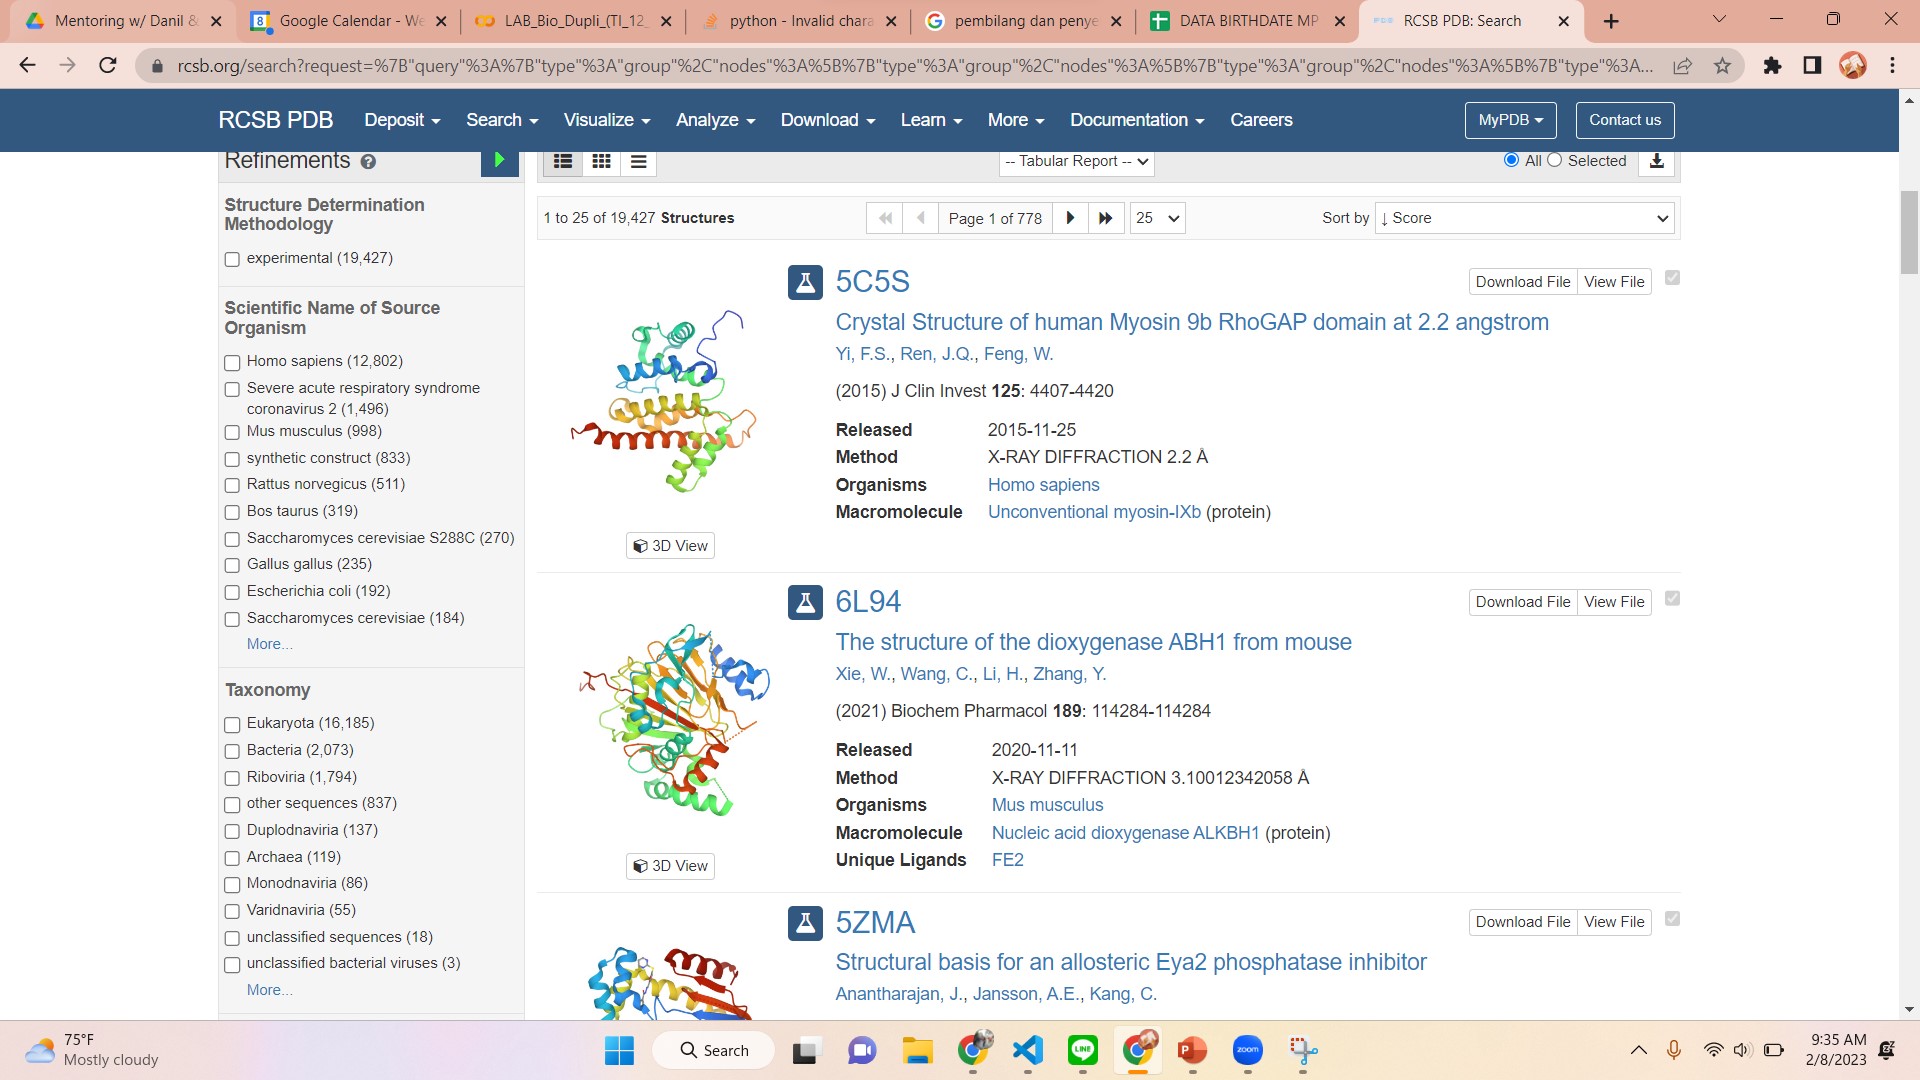 Mentoring w/ Danil &
Google Calendar - We
LAB_Bio_Dupli_(TI_12_
python - Invalid chara
pembilang dan penye
DATA BIRTHDATE MP
RCSB PDB: Search
rcsb.org/search?request=%7B"query"%3A%7B"type"%3A"group"%2C"nodes"%3A%5B%7B"type"%3A"group"%2C"nodes"%3A%5B%7B"type"%3A"group"%2C"nodes"%3A%5B%7B"type"%3A...
RCSB PDB Deposit Search Visualize Analyze Download Learn More Documentation Careers MyPDB Contact us
Refinements
-- Tabular Report --
All Selected
Structure Determination
Methodology
experimental (19,427)
Scientific Name of Source
Organism
Homo sapiens (12,802)
Severe acute respiratory syndrome
coronavirus 2 (1,496)
Mus musculus (998)
synthetic construct (833)
Rattus norvegicus (511)
Bos taurus (319)
Saccharomyces cerevisiae S288C (270)
Gallus gallus (235)
Escherichia coli (192)
Saccharomyces cerevisiae (184)
More...
Taxonomy
Eukaryota (16,185)
Bacteria (2,073)
Riboviria (1,794)
other sequences (837)
Duplodnaviria (137)
Archaea (119)
Monodnaviria (86)
Varidnaviria (55)
unclassified sequences (18)
unclassified bacterial viruses (3)
More...
1 to 25 of 19,427 Structures
Page 1 of 778
25
Sort by ↓ Score
5C5S
Download File View File
Crystal Structure of human Myosin 9b RhoGAP domain at 2.2 angstrom
Yi, F.S., Ren, J.Q., Feng, W.
(2015) J Clin Invest 125: 4407-4420
Released 2015-11-25
Method X-RAY DIFFRACTION 2.2 Å
Organisms Homo sapiens
Macromolecule Unconventional myosin-IXb (protein)
3D View
6L94
Download File View File
The structure of the dioxygenase ABH1 from mouse
Xie, W., Wang, C., Li, H., Zhang, Y.
(2021) Biochem Pharmacol 189: 114284-114284
Released 2020-11-11
Method X-RAY DIFFRACTION 3.10012342058 Å
Organisms Mus musculus
Macromolecule Nucleic acid dioxygenase ALKBH1 (protein)
Unique Ligands FE2
3D View
5ZMA
Download File View File
Structural basis for an allosteric Eya2 phosphatase inhibitor
Anantharajan, J., Jansson, A.E., Kang, C.
75°F
Mostly cloudy
Search
LINE
zoom
9:35 AM
2/8/2023